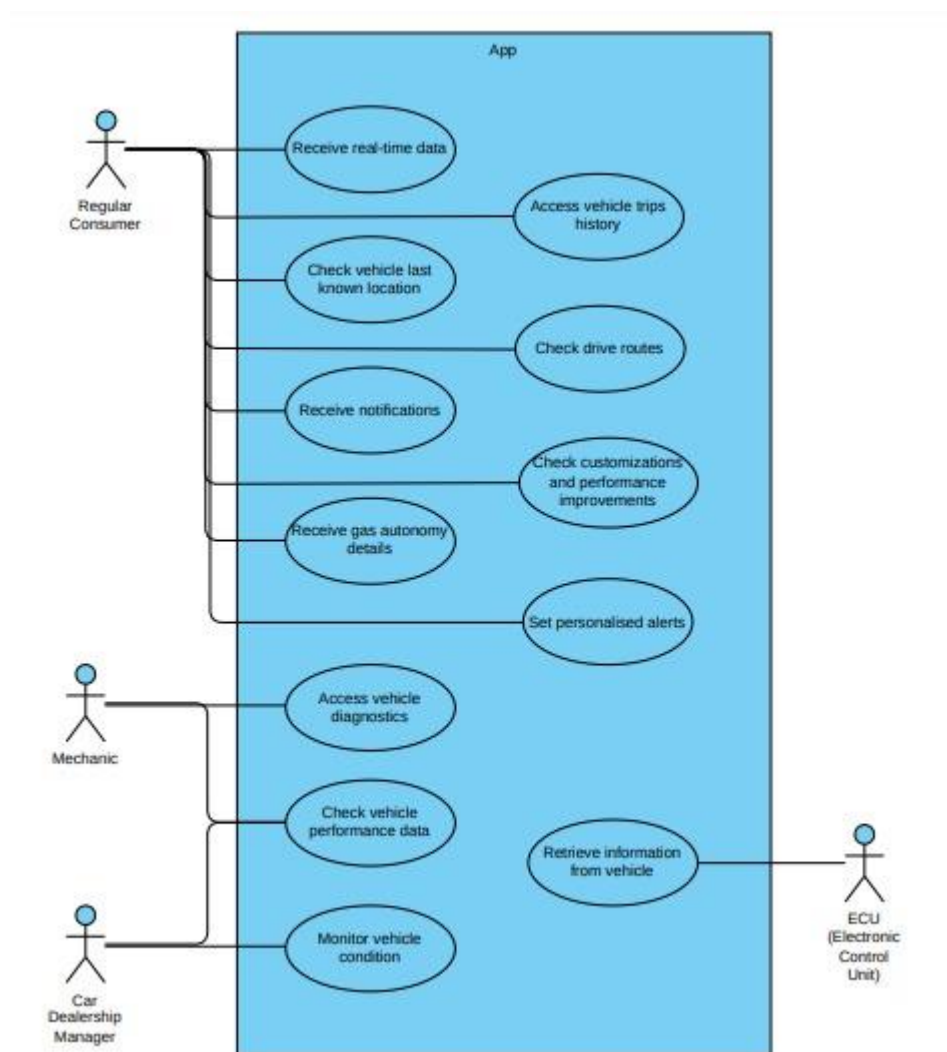 App
Receive real-time data
Regular
Consumer
Access vehicle trips
history
Check vehicle last
known location
Check drive routes
Receive notifications
Check customizations
and performance
improvements
Receive gas autonomy
details
Set personalised alerts
Access vehicle
diagnostics
Mechanic
Check vehicle
performance data
Retrieve information
from vehicle
ECU
(Electronic
Control
Unit)
Monitor vehicle
condition
Car
Dealership
Manager